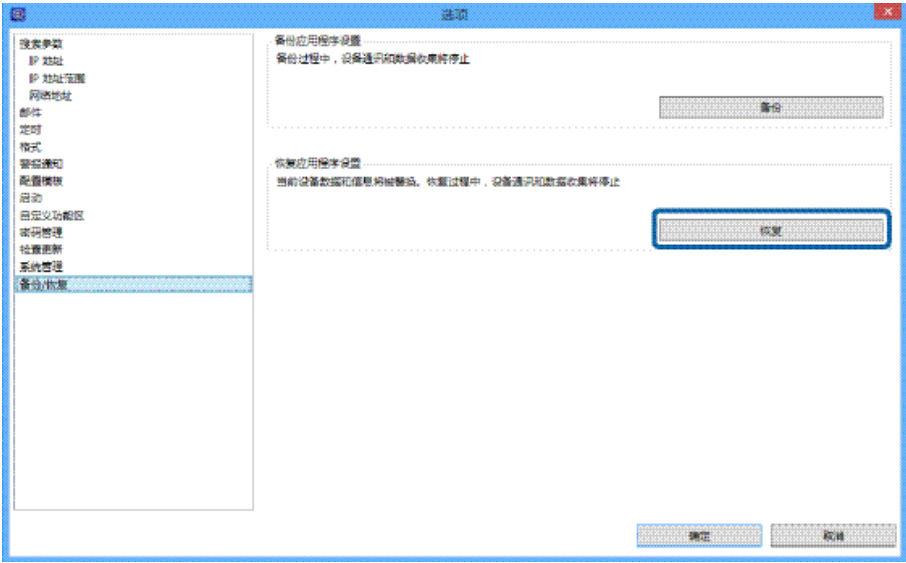 选项
搜索参数
IP 地址
IP 地址范围
网络地址
邮件
定时
格式
警报通知
配置模板
启动
自定义功能区
密码管理
检查更新
系统管理
备份/恢复
备份应用程序设置
备份过程中，设备通讯和数据收集将停止
备份
恢复应用程序设置
当前设备数据和信息将被替换。恢复过程中，设备通讯和数据收集将停止
恢复
确定
取消